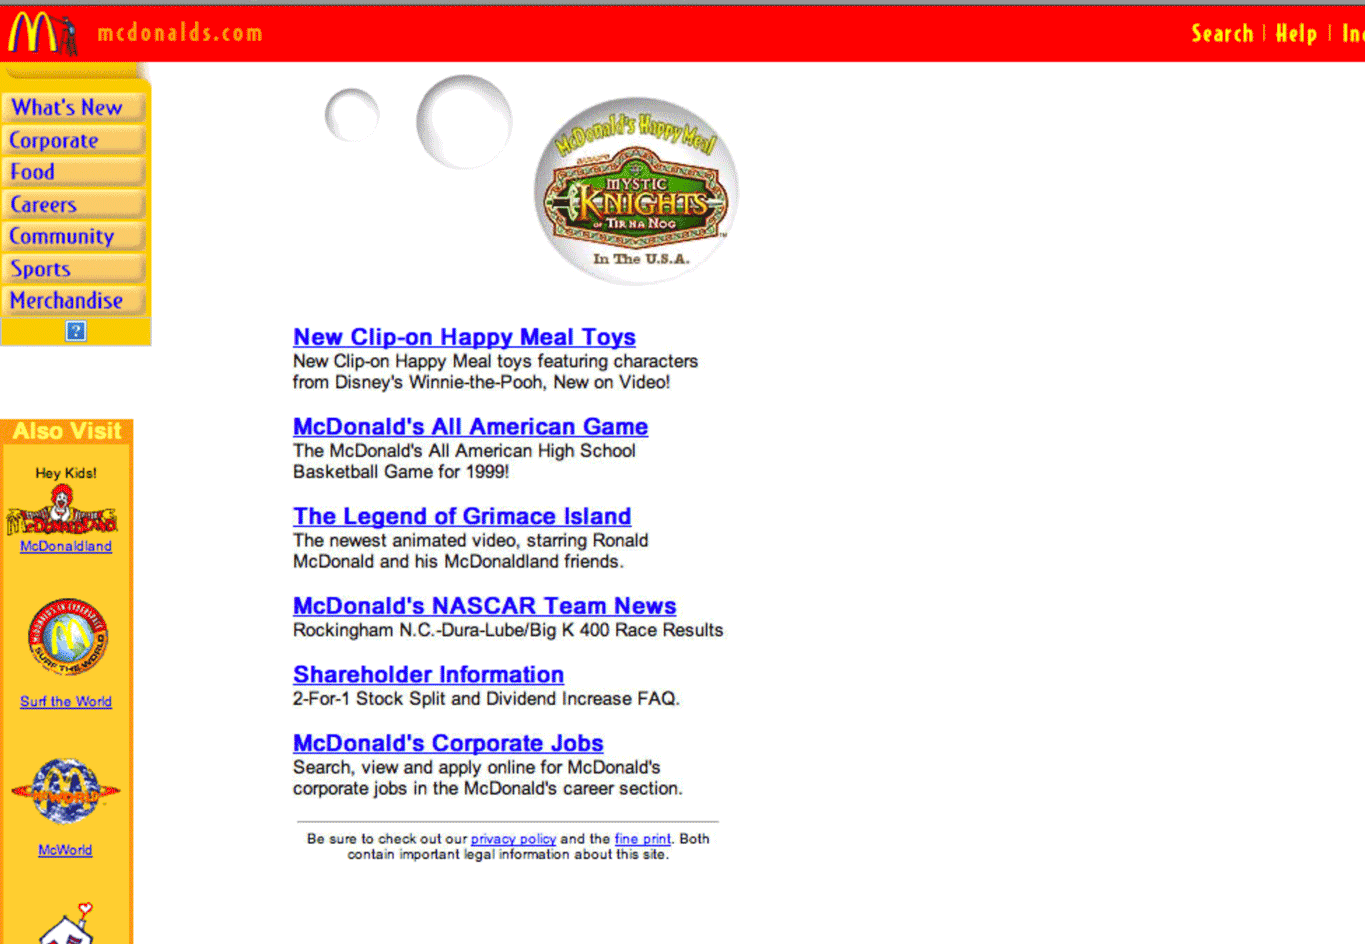 mcdonalds.com
Search | Help |
What's New
Corporate
Food
Careers
Community
Sports
Merchandise
?
McDonald's Happy Meal
MYSTIC
KNIGHTS
OF TIR NA NOG
In The U.S.A.
New Clip-on Happy Meal Toys
New Clip-on Happy Meal toys featuring characters
from Disney's Winnie-the-Pooh, New on Video!
McDonald's All American Game
The McDonald's All American High School
Basketball Game for 1999!
The Legend of Grimace Island
The newest animated video, starring Ronald
McDonald and his McDonaldland friends.
McDonald's NASCAR Team News
Rockingham N.C.-Dura-Lube/Big K 400 Race Results
Shareholder Information
2-For-1 Stock Split and Dividend Increase FAQ.
McDonald's Corporate Jobs
Search, view and apply online for McDonald's
corporate jobs in the McDonald's career section.
Be sure to check out our privacy policy and the fine print. Both
contain important legal information about this site.
Also Visit
Hey Kids!
McDONALDLAND
McDonaldland
McDONALD'S IN CYBERSPACE
SURF THE WORLD
Surf the World
McWORLD
McWorld